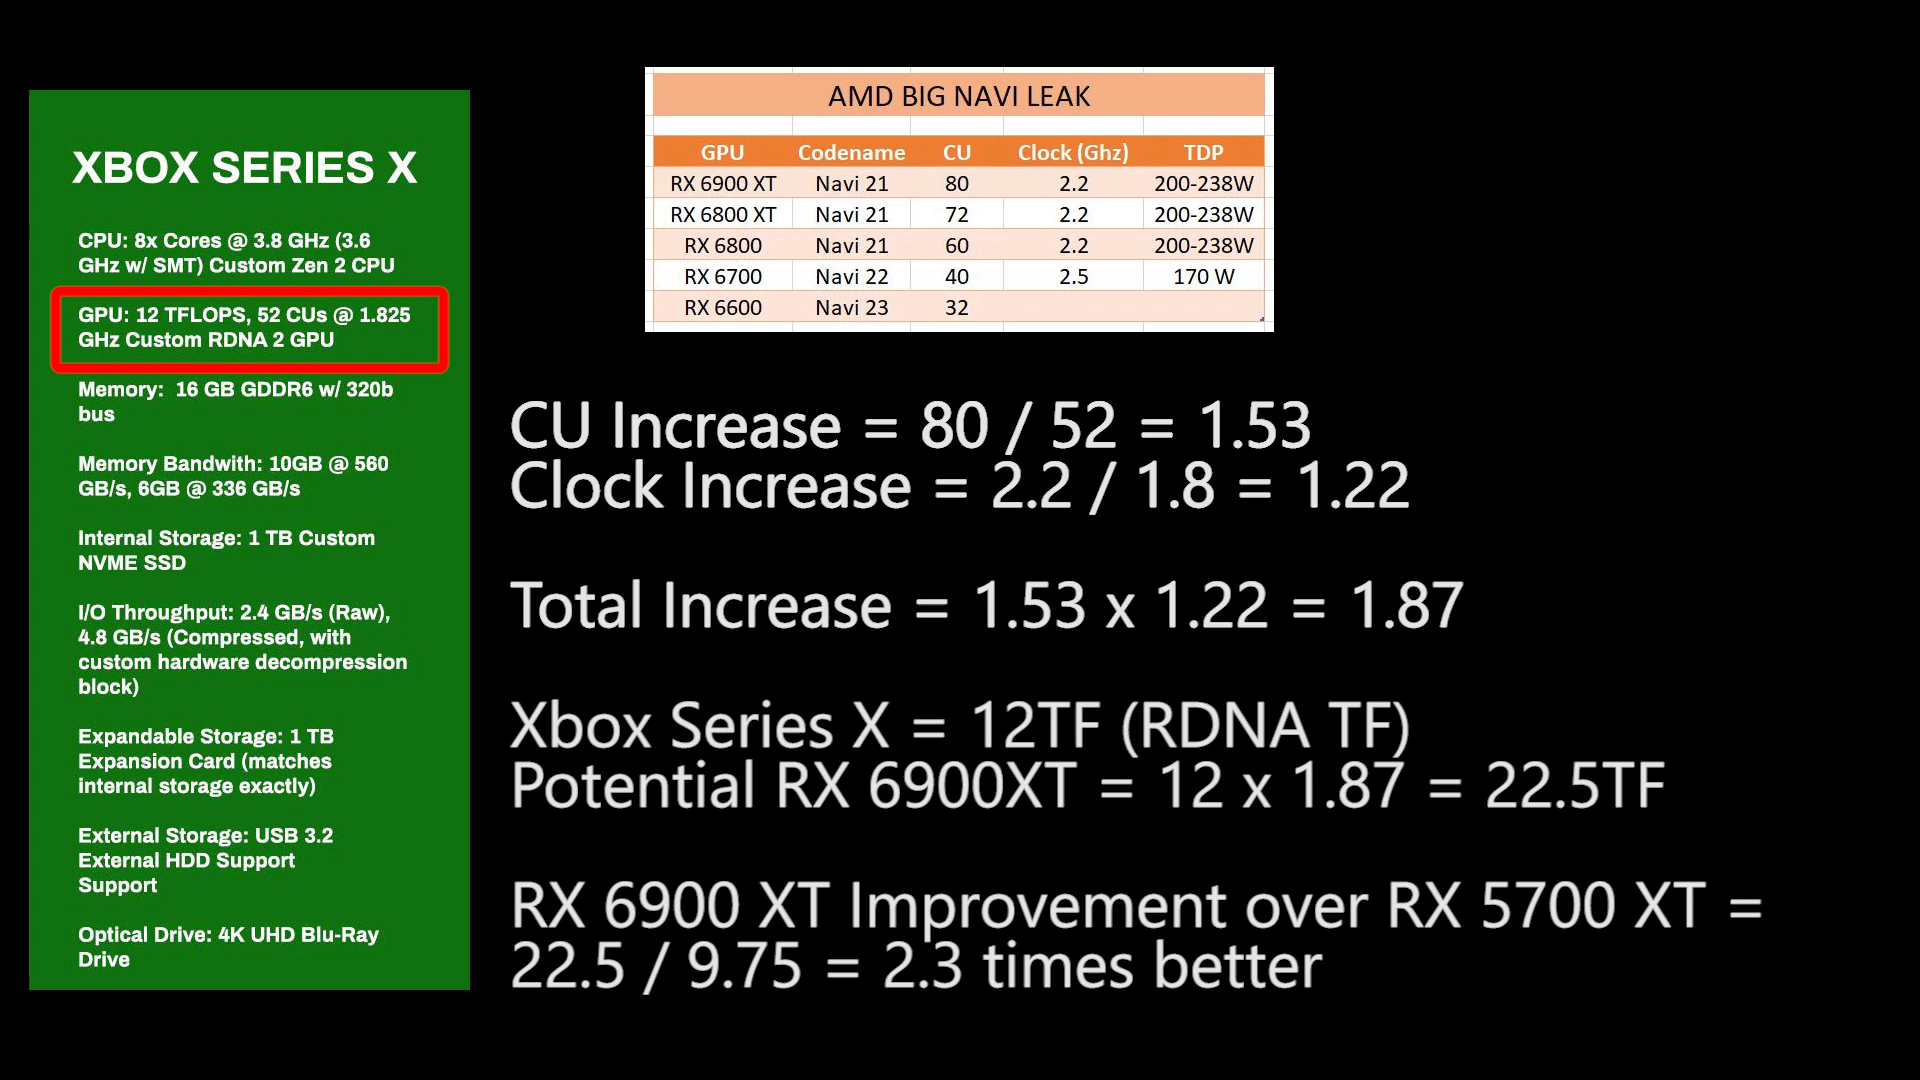 XBOX SERIES X
CPU: 8x Cores @ 3.8 GHz (3.6
GHz w/ SMT) Custom Zen 2 CPU
GPU: 12 TFLOPS, 52 CUs @ 1.825
GHz Custom RDNA 2 GPU
Memory:  16 GB GDDR6 w/ 320b
bus
Memory Bandwith: 10GB @ 560
GB/s, 6GB @ 336 GB/s
Internal Storage: 1 TB Custom
NVME SSD
I/O Throughput: 2.4 GB/s (Raw),
4.8 GB/s (Compressed, with
custom hardware decompression
block)
Expandable Storage: 1 TB
Expansion Card (matches
internal storage exactly)
External Storage: USB 3.2
External HDD Support
Support
Optical Drive: 4K UHD Blu-Ray
Drive
AMD BIG NAVI LEAK
GPU Codename CU Clock (Ghz) TDP
RX 6900 XT Navi 21 80 2.2 200-238W
RX 6800 XT Navi 21 72 2.2 200-238W
RX 6800 Navi 21 60 2.2 200-238W
RX 6700 Navi 22 40 2.5 170 W
RX 6600 Navi 23 32
CU Increase = 80 / 52 = 1.53
Clock Increase = 2.2 / 1.8 = 1.22
Total Increase = 1.53 x 1.22 = 1.87
Xbox Series X = 12TF (RDNA TF)
Potential RX 6900XT = 12 x 1.87 = 22.5TF
RX 6900 XT Improvement over RX 5700 XT =
22.5 / 9.75 = 2.3 times better